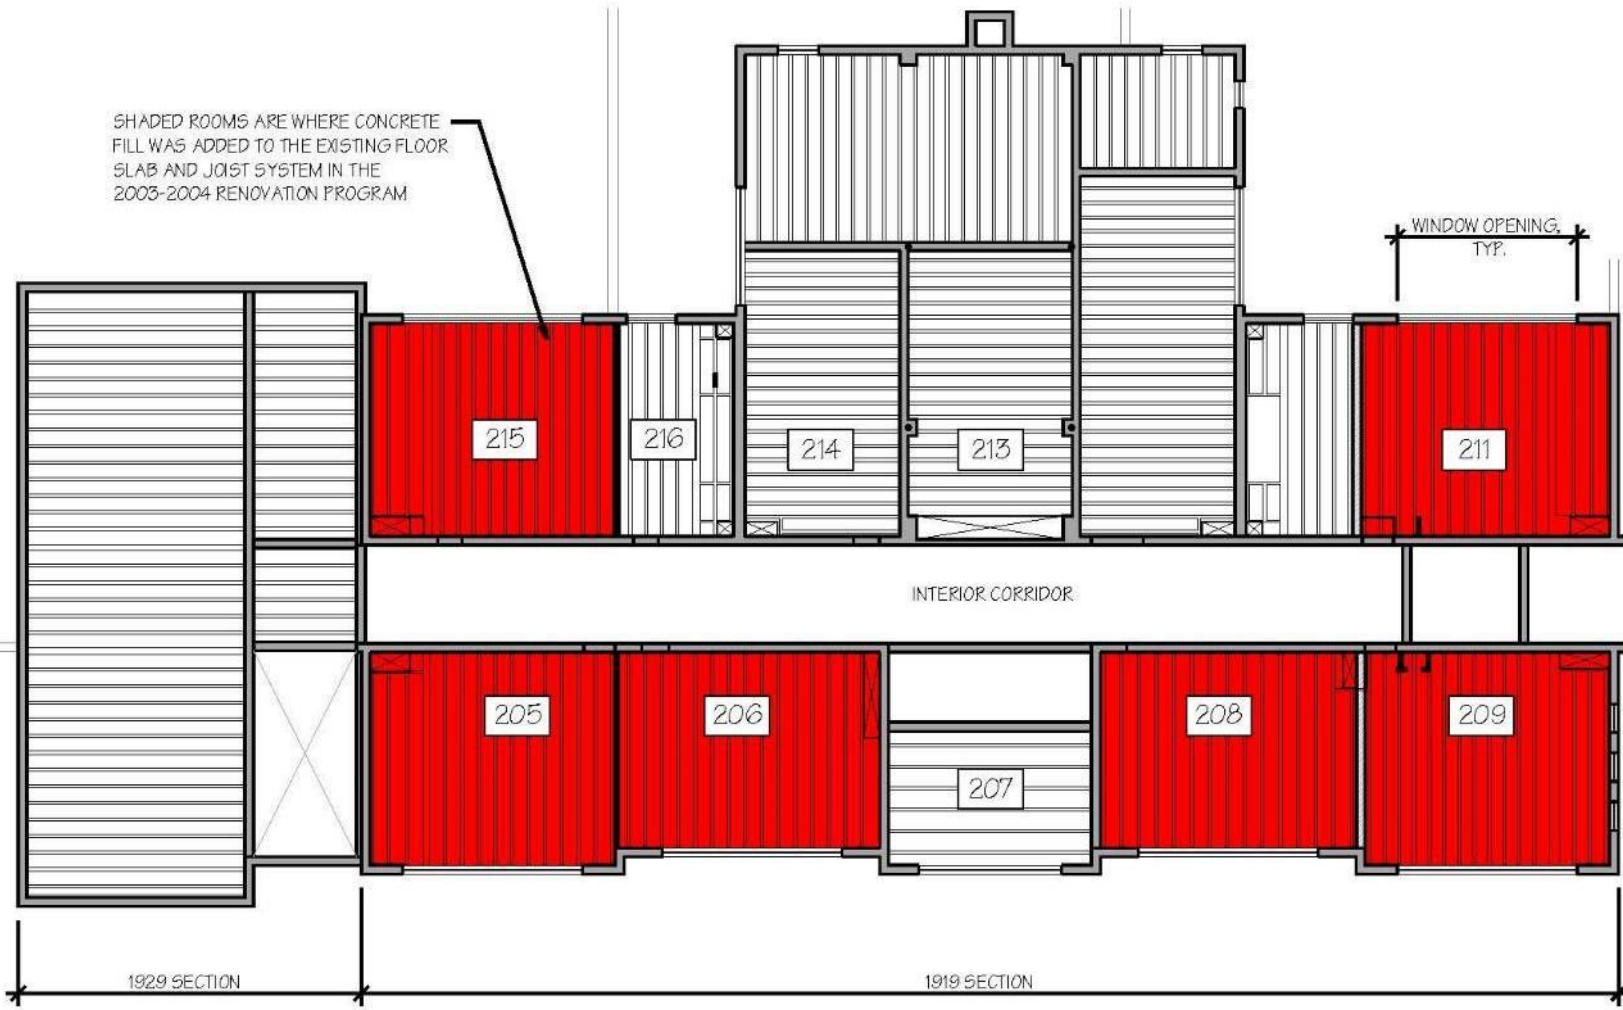 SHADED ROOMS ARE WHERE CONCRETE
FILL WAS ADDED TO THE EXISTING FLOOR
SLAB AND JOIST SYSTEM IN THE
2003-2004 RENOVATION PROGRAM
WINDOW OPENING,
TYP.
215
216
214
213
211
INTERIOR CORRIDOR
205
206
207
208
209
1929 SECTION
1919 SECTION